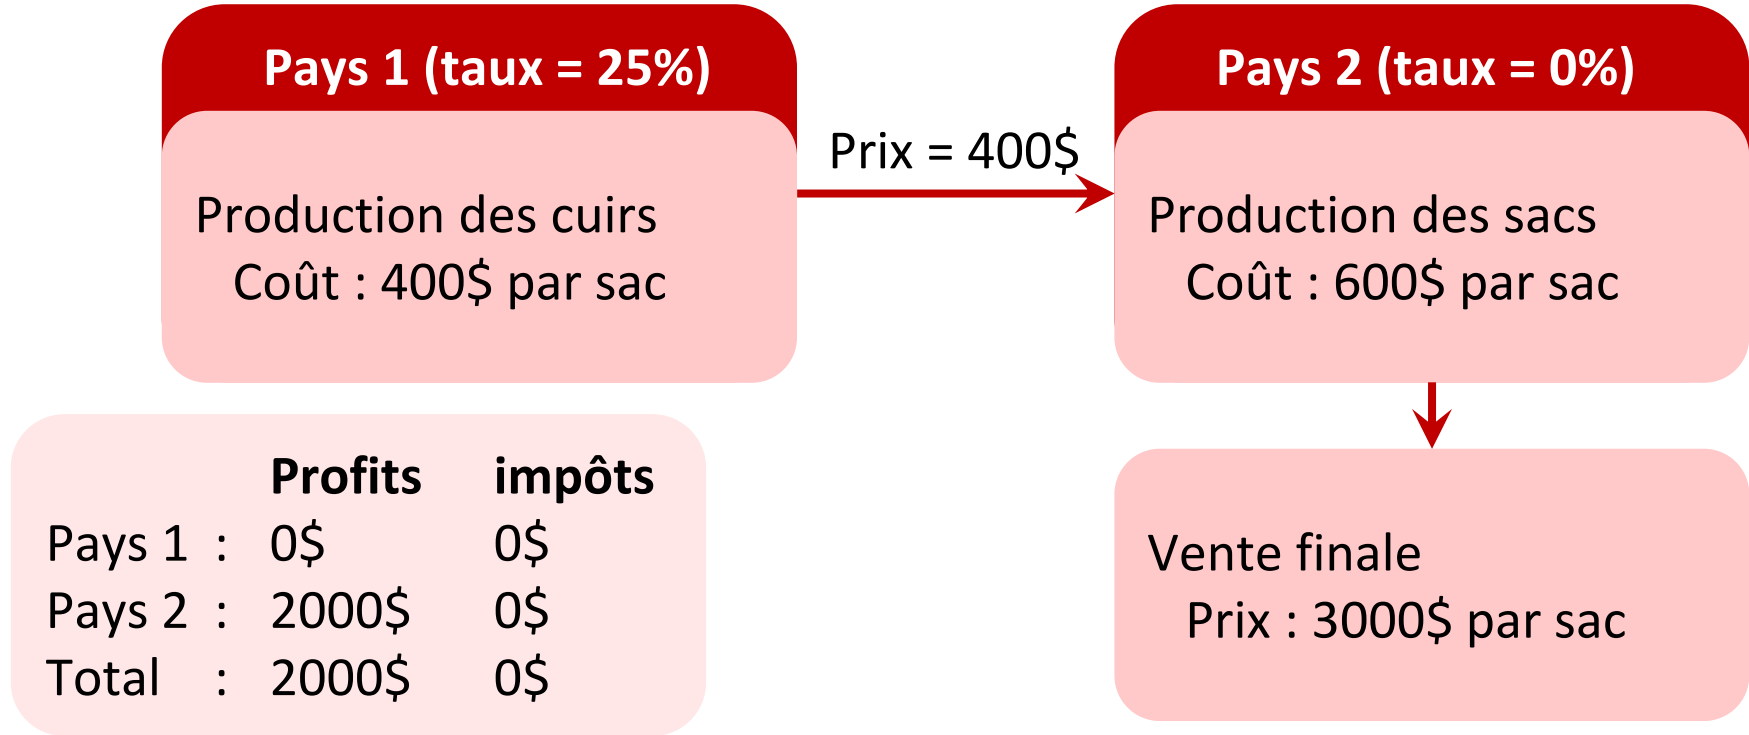 Pays 1 (taux = 25%)
Production des cuirs
Coût : 400$ par sac
Prix = 400$
Pays 2 (taux = 0%)
Production des sacs
Coût : 600$ par sac
Vente finale
Prix : 3000$ par sac
Profits impôts
Pays 1 : 0$ 0$
Pays 2 : 2000$ 0$
Total : 2000$ 0$